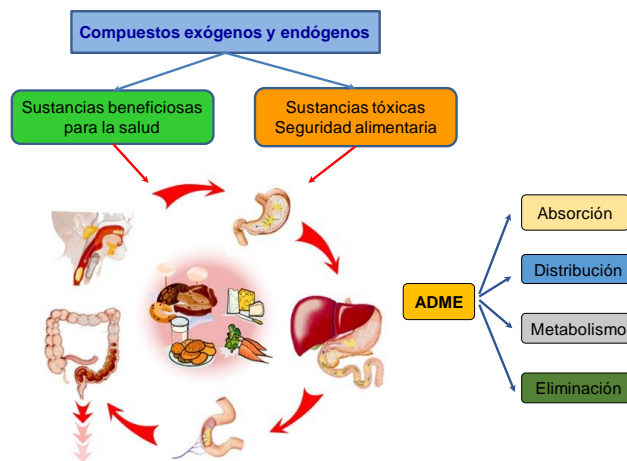 Compuestos exógenos y endógenos
Sustancias beneficiosas
para la salud
Sustancias tóxicas
Seguridad alimentaria
ADME
Absorción
Distribución
Metabolismo
Eliminación